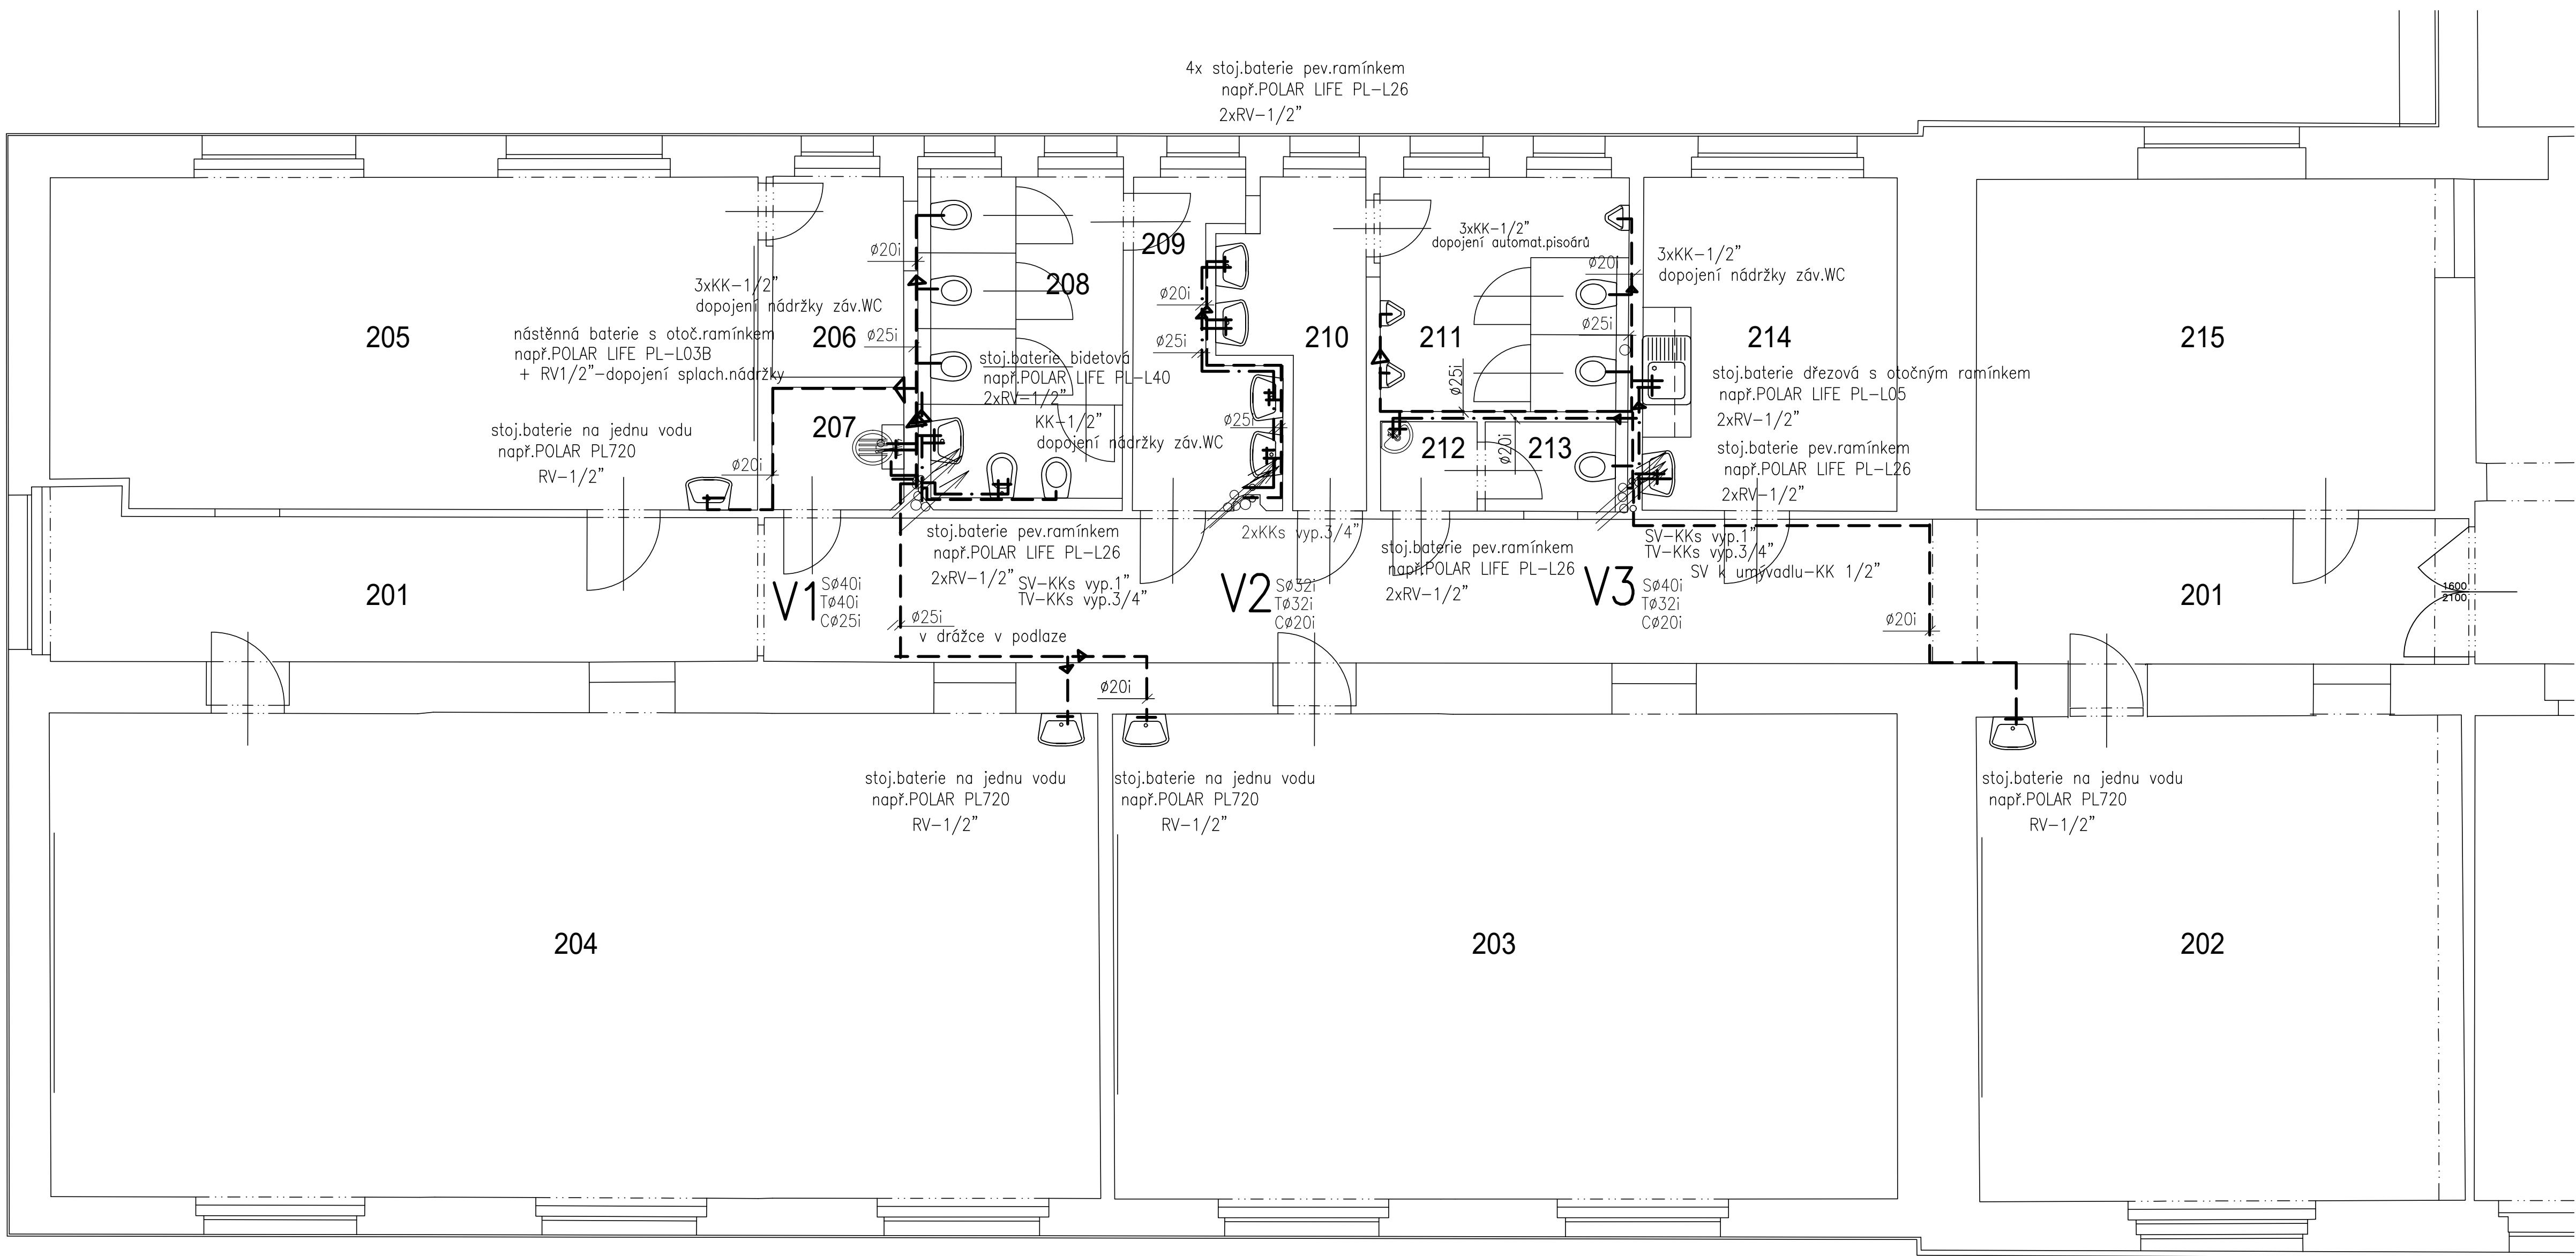 4x stoj.baterie pev.ramínkem
např.POLAR LIFE PL-L26
2xRV-1/2"
3xKK-1/2"
dopojení nádržky záv.WC
nástěnná baterie s otoč.ramínkem
např.POLAR LIFE PL-L03B
+ RV1/2"-dopojení splach.nádržky
stoj.baterie na jednu vodu
např.POLAR PL720
RV-1/2"
205
206
207
ø20i
ø20i
ø25i
208
209
stoj.baterie bidetová
např.POLAR LIFE PL-L40
2xRV-1/2"
KK-1/2"
dopojení nádržky záv.WC
ø20i
ø25i
ø25i
210
3xKK-1/2"
dopojení automat.pisoárů
211
ø25i
212
ø20i
213
ø20i
ø25i
3xKK-1/2"
dopojení nádržky záv.WC
214
stoj.baterie dřezová s otočným ramínkem
např.POLAR LIFE PL-L05
2xRV-1/2"
stoj.baterie pev.ramínkem
např.POLAR LIFE PL-L26
2xRV-1/2"
215
201
V1
Sø40i
Tø40i
Cø25i
stoj.baterie pev.ramínkem
např.POLAR LIFE PL-L26
2xRV-1/2"
SV-KKs vyp.1"
TV-KKs vyp.3/4"
ø25i
v drážce v podlaze
ø20i
V2
Sø32i
Tø32i
Cø20i
2xKKs vyp.3/4"
stoj.baterie pev.ramínkem
např.POLAR LIFE PL-L26
2xRV-1/2"
V3
Sø40i
Tø32i
Cø20i
SV-KKs vyp.1"
TV-KKs vyp.3/4"
SV k umývadlu-KK 1/2"
ø20i
201
1600
2100
stoj.baterie na jednu vodu
např.POLAR PL720
RV-1/2"
stoj.baterie na jednu vodu
např.POLAR PL720
RV-1/2"
stoj.baterie na jednu vodu
např.POLAR PL720
RV-1/2"
204
203
202